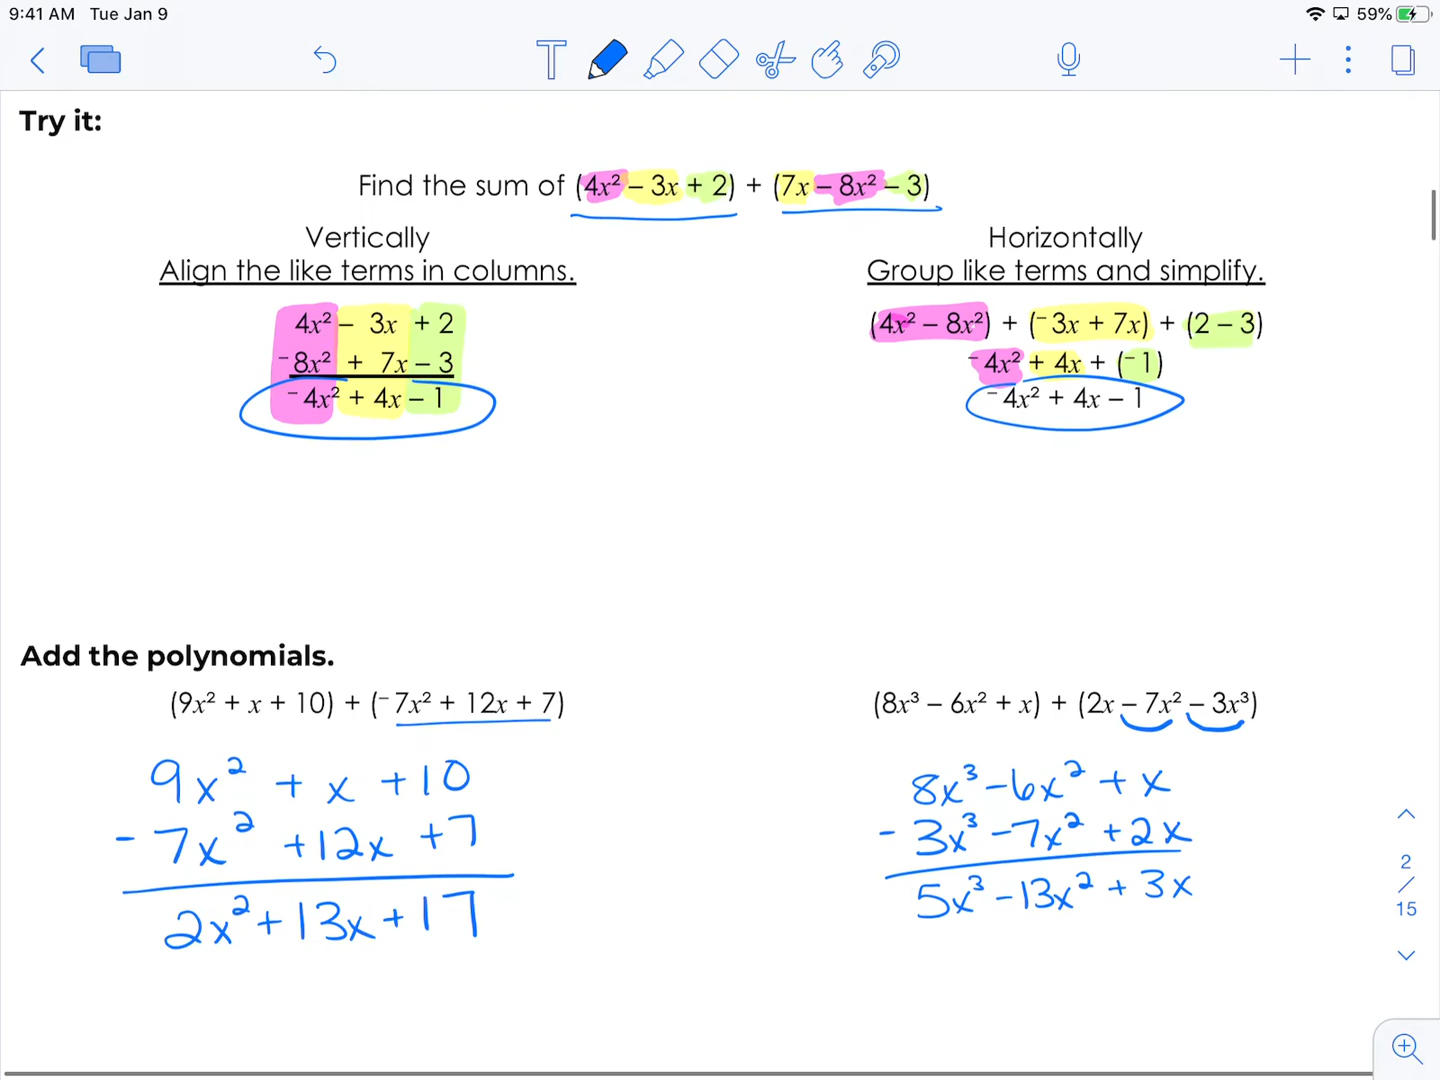 9:41 AM Tue Jan 9
59%
Try it:
Find the sum of (4x² – 3x + 2) + (7x – 8x² – 3)
Vertically
Align the like terms in columns.
4x² – 3x + 2
⁻8x² + 7x – 3
⁻4x² + 4x – 1
Horizontally
Group like terms and simplify.
(4x² – 8x²) + (⁻3x + 7x) + (2 – 3)
⁻4x² + 4x + (⁻1)
⁻4x² + 4x – 1
Add the polynomials.
(9x² + x + 10) + (⁻7x² + 12x + 7)
9x² + x + 10
-7x² + 12x + 7
2x² + 13x + 17
(8x³ – 6x² + x) + (2x – 7x² – 3x³)
8x³ - 6x² + x
-3x³ - 7x² + 2x
5x³ - 13x² + 3x
2
/
15